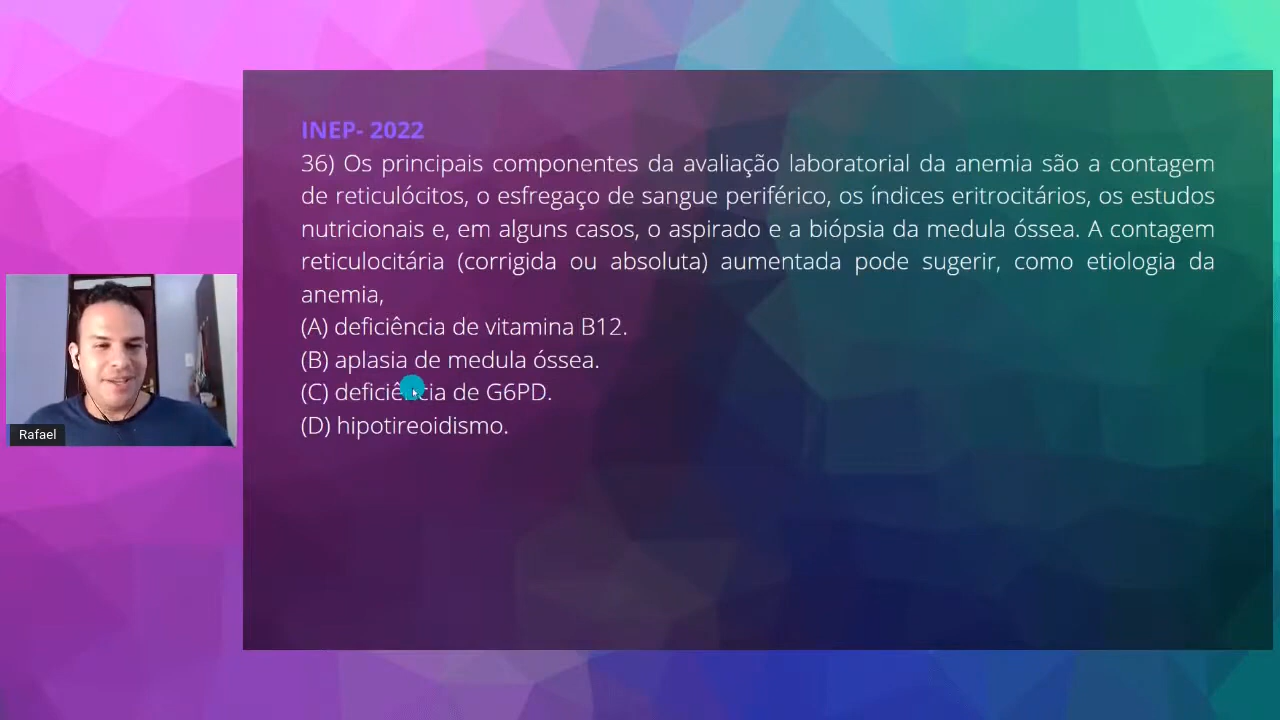 INEP- 2022
36) Os principais componentes da avaliação laboratorial da anemia são a contagem
de reticulócitos, o esfregaço de sangue periférico, os índices eritrocitários, os estudos
nutricionais e, em alguns casos, o aspirado e a biópsia da medula óssea. A contagem
reticulocitária (corrigida ou absoluta) aumentada pode sugerir, como etiologia da
anemia,
(A) deficiência de vitamina B12.
(B) aplasia de medula óssea.
(C) deficiência de G6PD.
(D) hipotireoidismo.
Rafael